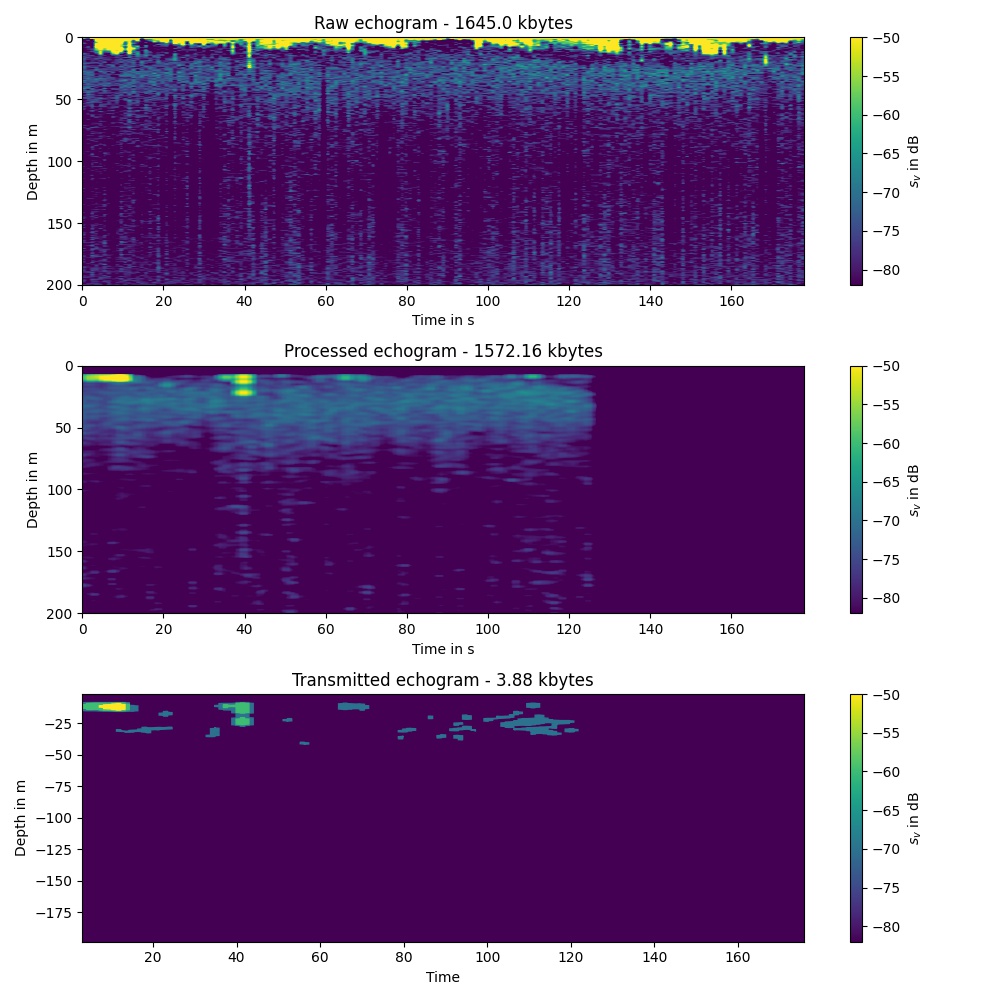 Raw echogram - 1645.0 kbytes
0
50
100
150
200
Depth in m
0 20 40 60 80 100 120 140 160
Time in s
−50
−55
−60
−65
−70
−75
−80
sv in dB
Processed echogram - 1572.16 kbytes
0
50
100
150
200
Depth in m
0 20 40 60 80 100 120 140 160
Time in s
−50
−55
−60
−65
−70
−75
−80
sv in dB
Transmitted echogram - 3.88 kbytes
−25
−50
−75
−100
−125
−150
−175
Depth in m
20 40 60 80 100 120 140 160
Time
−50
−55
−60
−65
−70
−75
−80
sv in dB